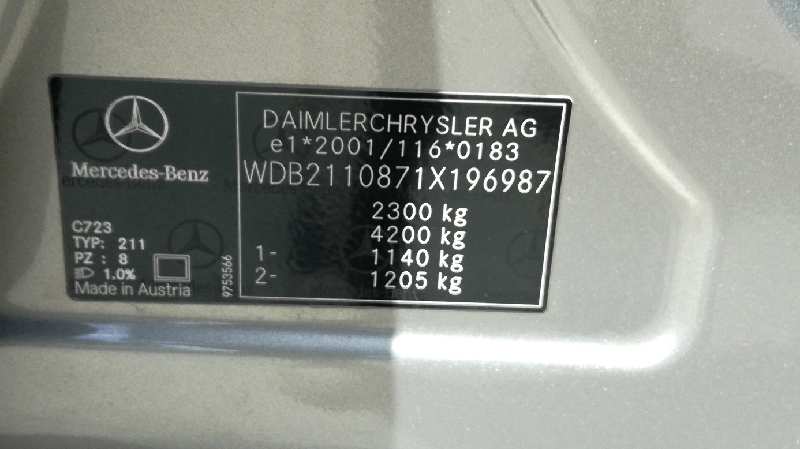 Mercedes-Benz
C723
TYP: 211
PZ : 8
1.0%
Made in Austria
9753566
DAIMLERCHRYSLER AG
e1*2001/116*0183
WDB2110871X196987
2300 kg
4200 kg
1- 1140 kg
2- 1205 kg